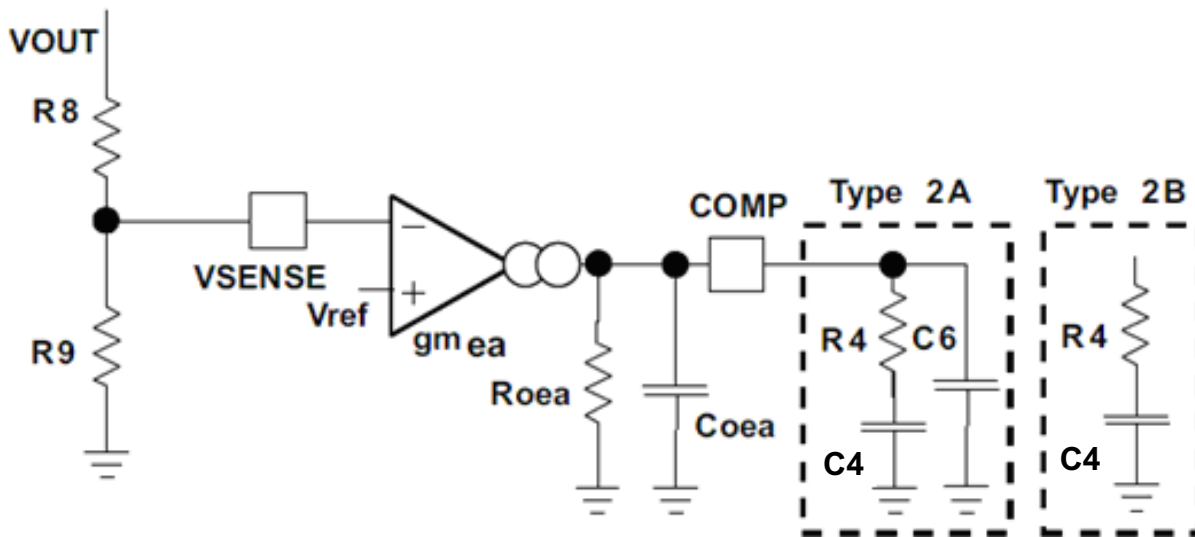 VOUT
R8
R9
VSENSE
Vref
−
+
gm ea
Roea
Coea
COMP
Type 2A
R4
C6
C4
Type 2B
R4
C4